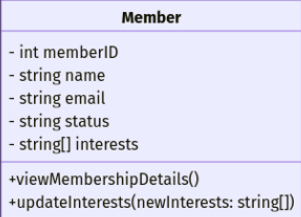 Member
- int memberID
- string name
- string email
- string status
- string[] interests
+viewMembershipDetails()
+updateInterests(newInterests: string[])